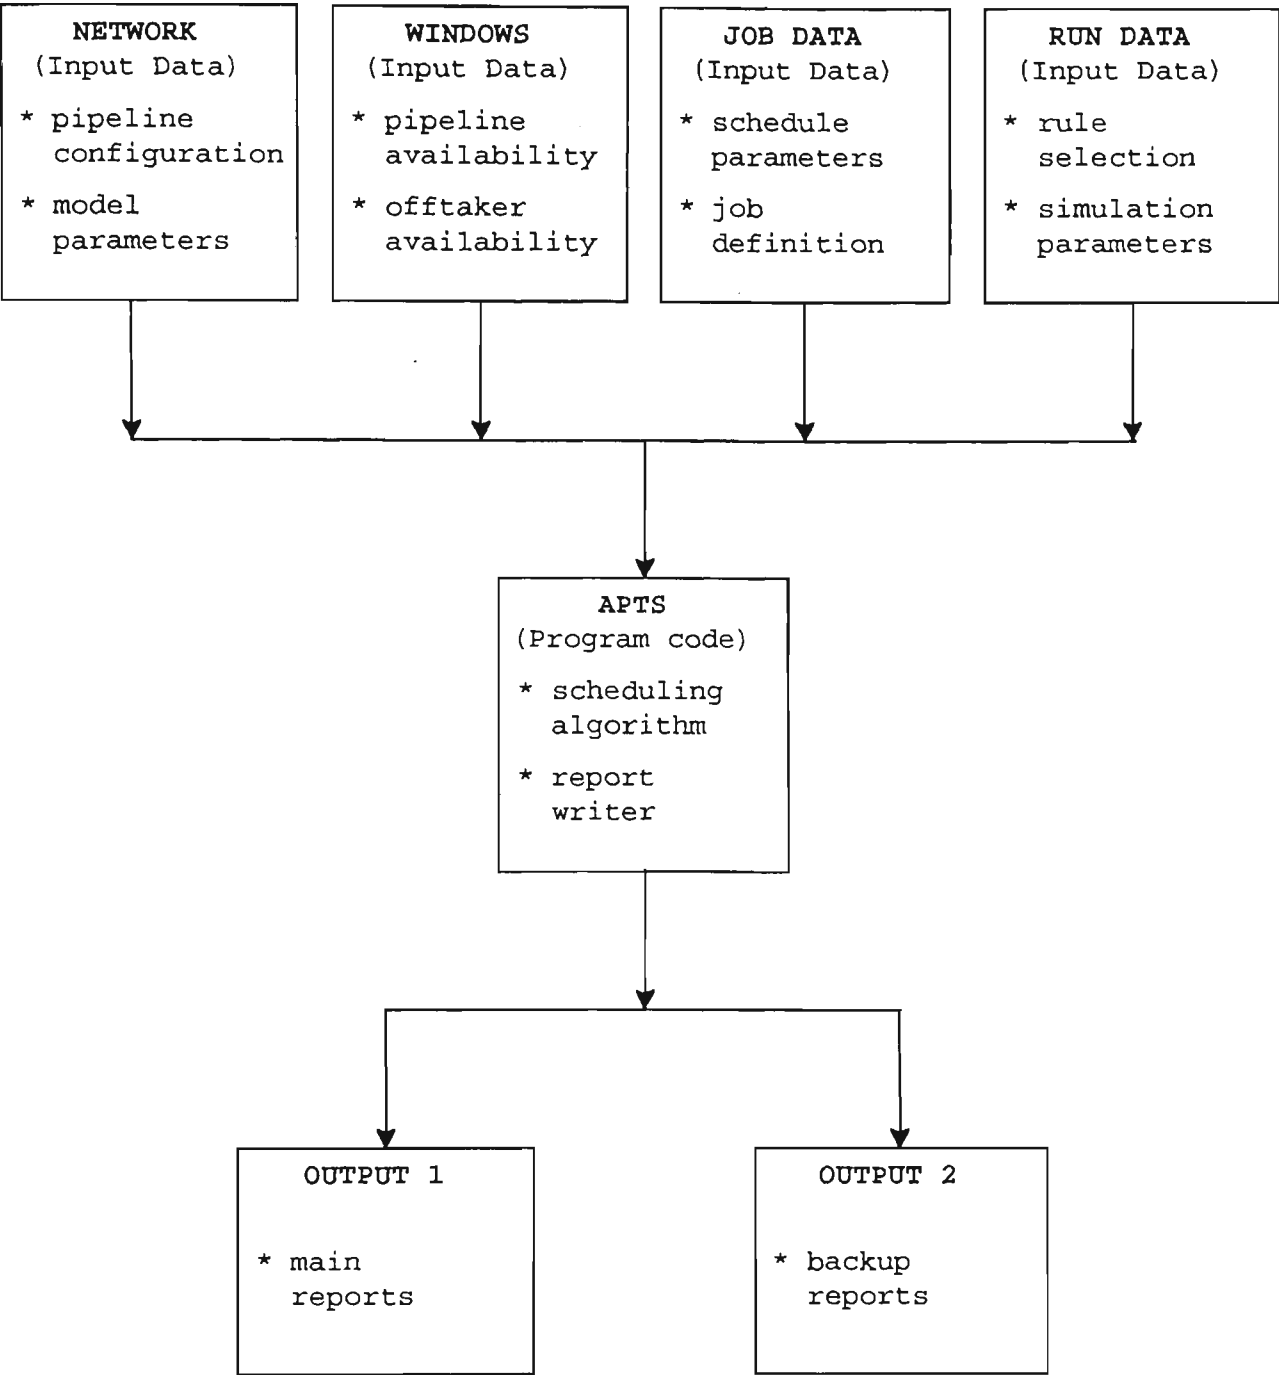 NETWORK
(Input Data)
* pipeline
configuration
* model
parameters
WINDOWS
(Input Data)
* pipeline
availability
* offtaker
availability
JOB DATA
(Input Data)
* schedule
parameters
* job
definition
RUN DATA
(Input Data)
* rule
selection
* simulation
parameters
APTS
(Program code)
* scheduling
algorithm
* report
writer
OUTPUT 1
* main
reports
OUTPUT 2
* backup
reports